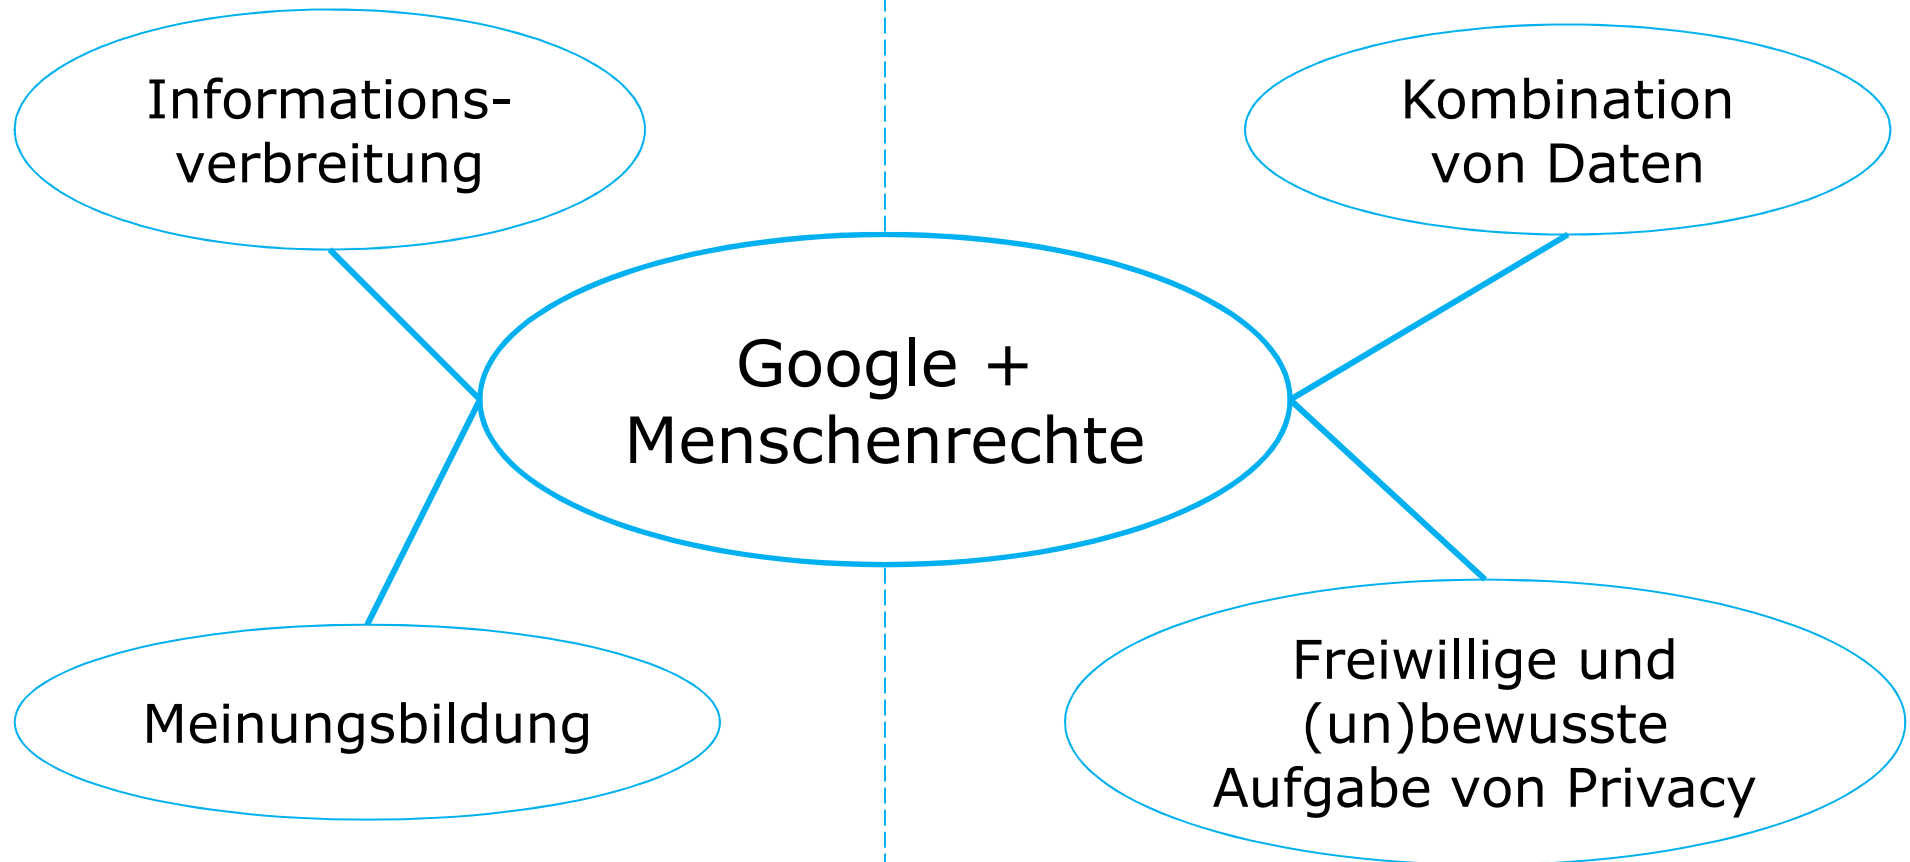 Informations-
verbreitung
Kombination
von Daten
Google +
Menschenrechte
Meinungsbildung
Freiwillige und
(un)bewusste
Aufgabe von Privacy